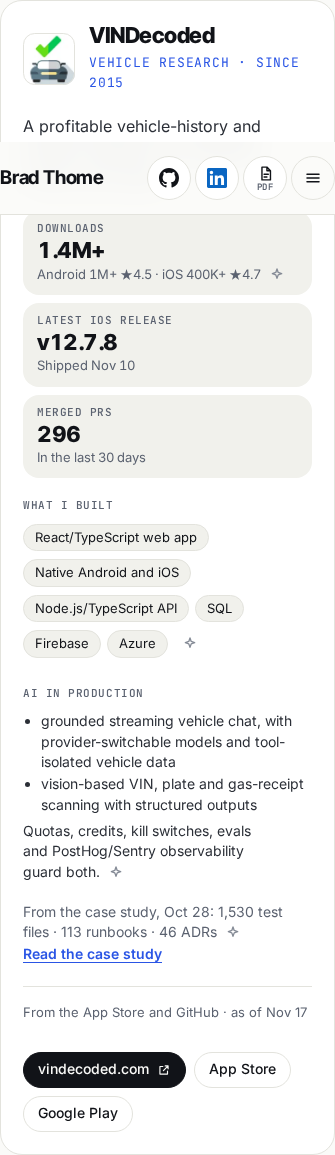 VINDecoded
VEHICLE RESEARCH · SINCE
2015
A profitable vehicle-history and
Brad Thome
PDF
DOWNLOADS
1.4M+
Android 1M+ ★4.5 · iOS 400K+ ★4.7
LATEST IOS RELEASE
v12.7.8
Shipped Nov 10
MERGED PRS
296
In the last 30 days
WHAT I BUILT
React/TypeScript web app
Native Android and iOS
Node.js/TypeScript API SQL
Firebase Azure
AI IN PRODUCTION
• grounded streaming vehicle chat, with
provider-switchable models and tool-
isolated vehicle data
• vision-based VIN, plate and gas-receipt
scanning with structured outputs
Quotas, credits, kill switches, evals
and PostHog/Sentry observability
guard both.
From the case study, Oct 28: 1,530 test
files · 113 runbooks · 46 ADRs
Read the case study
From the App Store and GitHub · as of Nov 17
vindecoded.com App Store
Google Play